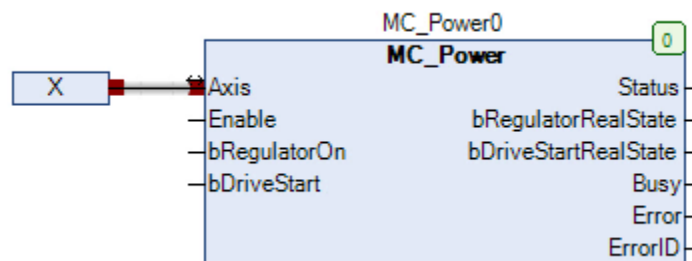 MC_Power0
0
MC_Power
X
Axis
Status
Enable
bRegulatorRealState
bRegulatorOn
bDriveStartRealState
bDriveStart
Busy
Error
ErrorID